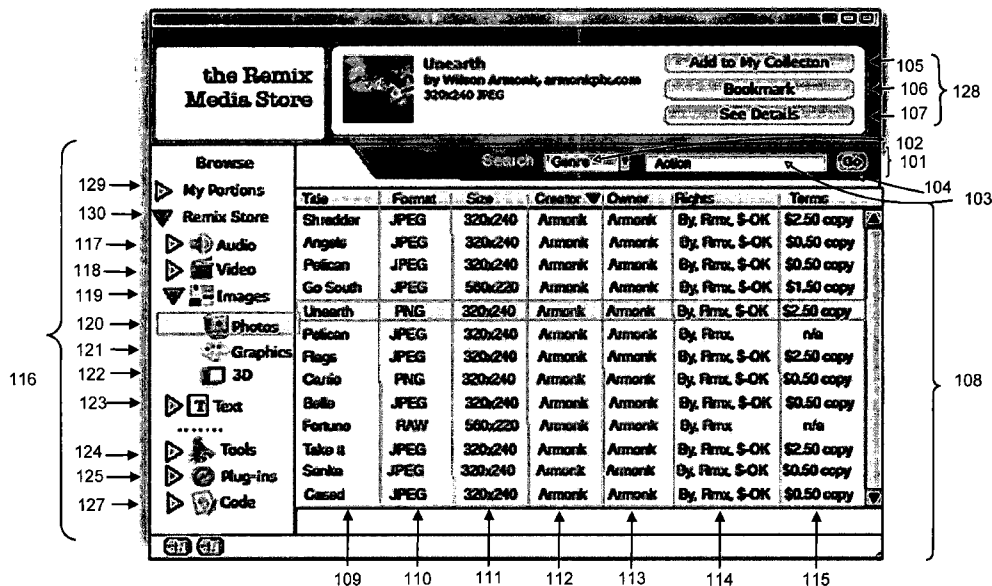 the Remix
Media Store
Unearth
by Wilson Armonk, armonkpix.com
320x240 JPEG
Add to My Collecton
Bookmark
See Details
105
106
107
128
102
Search Genre Action Go
101
104
103
Browse
129 My Portions
130 Remix Store
117 Audio
118 Video
119 Images
120 Photos
121 Graphics
122 3D
123 T Text
124 Tools
125 Plug-ins
127 Code
116
Title Format Size Creator Owner Rights Terms
Shredder JPEG 320x240 Armonk Armonk By, Rmx, $-OK $2.50 copy
Angels JPEG 320x240 Armonk Armonk By, Rmx, $-OK $0.50 copy
Pelican JPEG 320x240 Armonk Armonk By, Rmx, $-OK $0.50 copy
Go South JPEG 560x220 Armonk Armonk By, Rmx, $-OK $1.50 copy
Unearth PNG 320x240 Armonk Armonk By, Rmx, $-OK $2.50 copy
Pelican JPEG 320x240 Armonk Armonk By, Rmx, n/a
Flags JPEG 320x240 Armonk Armonk By, Rmx, $-OK $2.50 copy
PNG 320x240 Armonk Armonk By, Rmx, $-OK $0.50 copy
Belle JPEG 320x240 Armonk Armonk By, Rmx, $-OK $0.50 copy
Fortune RAW 560x220 Armonk Armonk By, Rmx n/a
Take it JPEG 320x240 Armonk Armonk By, Rmx, $-OK $2.50 copy
JPEG 320x240 Armonk Armonk By, Rmx, $-OK $0.50 copy
Cased JPEG 320x240 Armonk Armonk By, Rmx, $-OK $0.50 copy
108
109 110 111 112 113 114 115